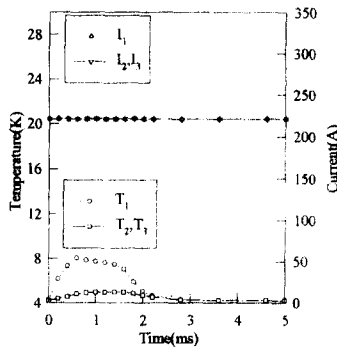 28
24
20
16
12
8
4
Temperature(K)
I₁
I₂,I₃
T₁
T₂,T₃
350
300
250
200
150
100
50
0
Current(A)
0 1 2 3 4 5
Time(ms)